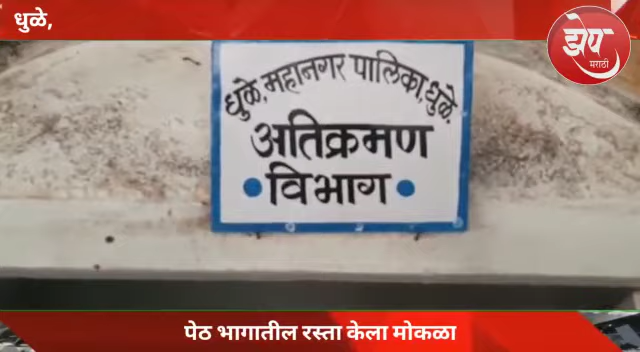 धुळे,
झेप
मराठी
धुळे, महानगर पालिका, धुळे.
अतिक्रमण
विभाग
पेठ भागातील रस्ता केला मोकळा